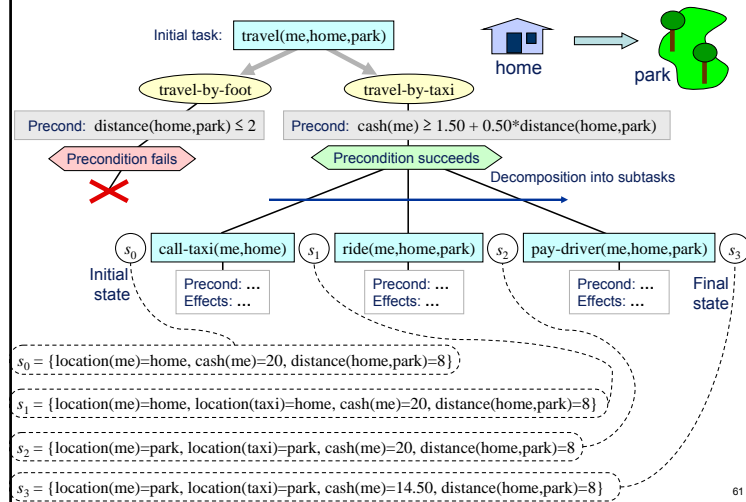 Initial task: travel(me,home,park)
home
park
travel-by-foot
travel-by-taxi
Precond: distance(home,park) ≤ 2
Precond: cash(me) ≥ 1.50 + 0.50*distance(home,park)
Precondition fails
Precondition succeeds
Decomposition into subtasks
s0
call-taxi(me,home)
s1
ride(me,home,park)
s2
pay-driver(me,home,park)
s3
Initial
state
Precond: ...
Effects: ...
Precond: ...
Effects: ...
Precond: ...
Effects: ...
Final
state
s0 = {location(me)=home, cash(me)=20, distance(home,park)=8}
s1 = {location(me)=home, location(taxi)=home, cash(me)=20, distance(home,park)=8}
s2 = {location(me)=park, location(taxi)=park, cash(me)=20, distance(home,park)=8
s3 = {location(me)=park, location(taxi)=park, cash(me)=14.50, distance(home,park)=8}
61